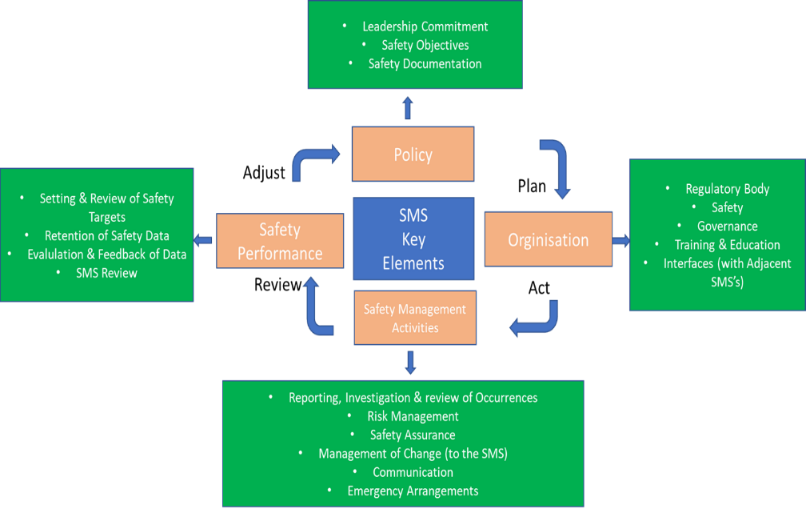 • Leadership Commitment
• Safety Objectives
• Safety Documentation
Policy
Adjust
Plan
• Setting & Review of Safety
Targets
• Retention of Safety Data
• Evalulation & Feedback of Data
• SMS Review
Safety
Performance
SMS
Key
Elements
Orginisation
• Regulatory Body
• Safety
• Governance
• Training & Education
• Interfaces (with Adjacent
SMS's)
Review
Act
Safety Management
Activities
• Reporting, Investigation & review of Occurrences
• Risk Management
• Safety Assurance
• Management of Change (to the SMS)
• Communication
• Emergency Arrangements